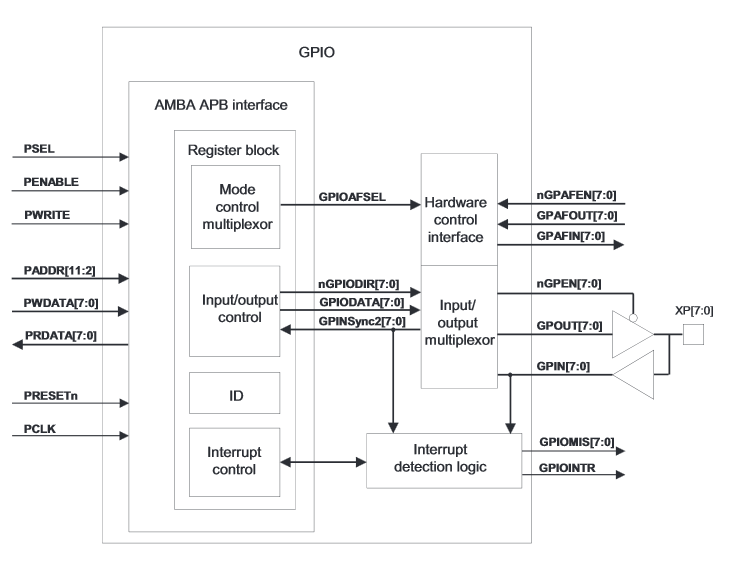 GPIO
AMBA APB interface
Register block
PSEL
PENABLE
PWRITE
PADDR[11:2]
PWDATA[7:0]
PRDATA[7:0]
PRESETn
PCLK
Mode
control
multiplexor
Input/output
control
ID
Interrupt
control
GPIOAFSEL
nGPIODIR[7:0]
GPIODATA[7:0]
GPINSync2[7:0]
Hardware
control
interface
Input/
output
multiplexor
Interrupt
detection logic
nGPAFEN[7:0]
GPAFOUT[7:0]
GPAFIN[7:0]
nGPEN[7:0]
GPOUT[7:0]
GPIN[7:0]
XP[7:0]
GPIOMIS[7:0]
GPIOINTR